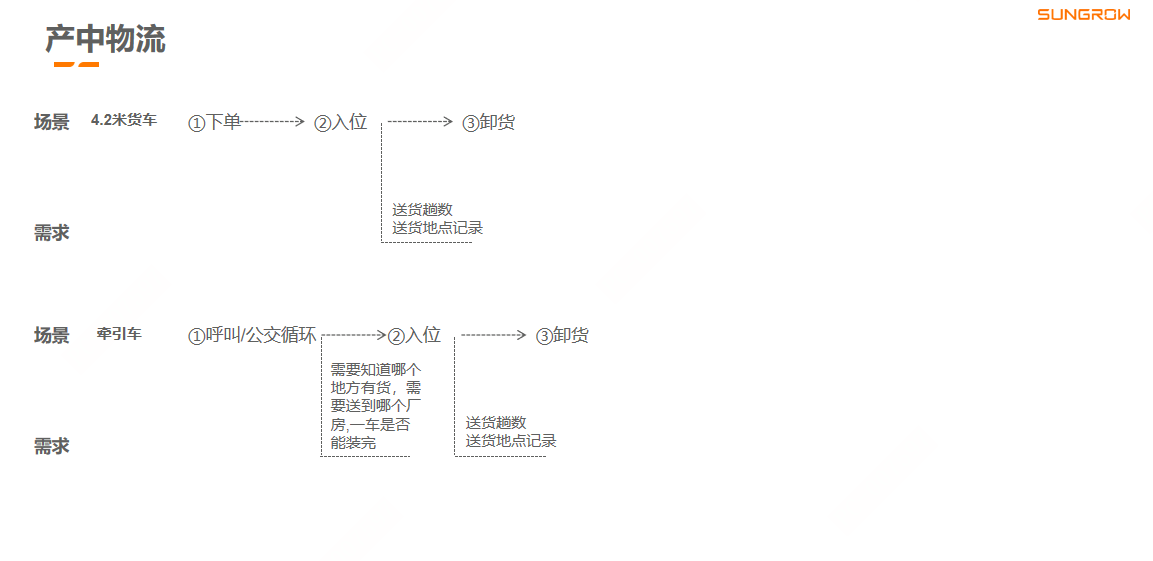 SUNGROW
产中物流
场景 4.2米货车 ①下单 ②入位 ③卸货
送货趟数
送货地点记录
需求
场景 牵引车 ①呼叫/公交循环 ②入位 ③卸货
需要知道哪个
地方有货，需
要送到哪个厂
房,一车是否
能装完
送货趟数
送货地点记录
需求